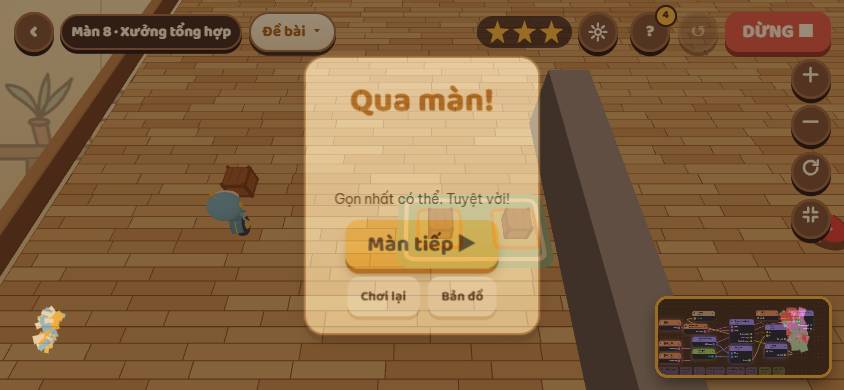 Màn 8 · Xưởng tổng hợp
Đề bài
?
4
DỪNG
Qua màn!
Gọn nhất có thể. Tuyệt vời!
Màn tiếp
Chơi lại
Bản đồ